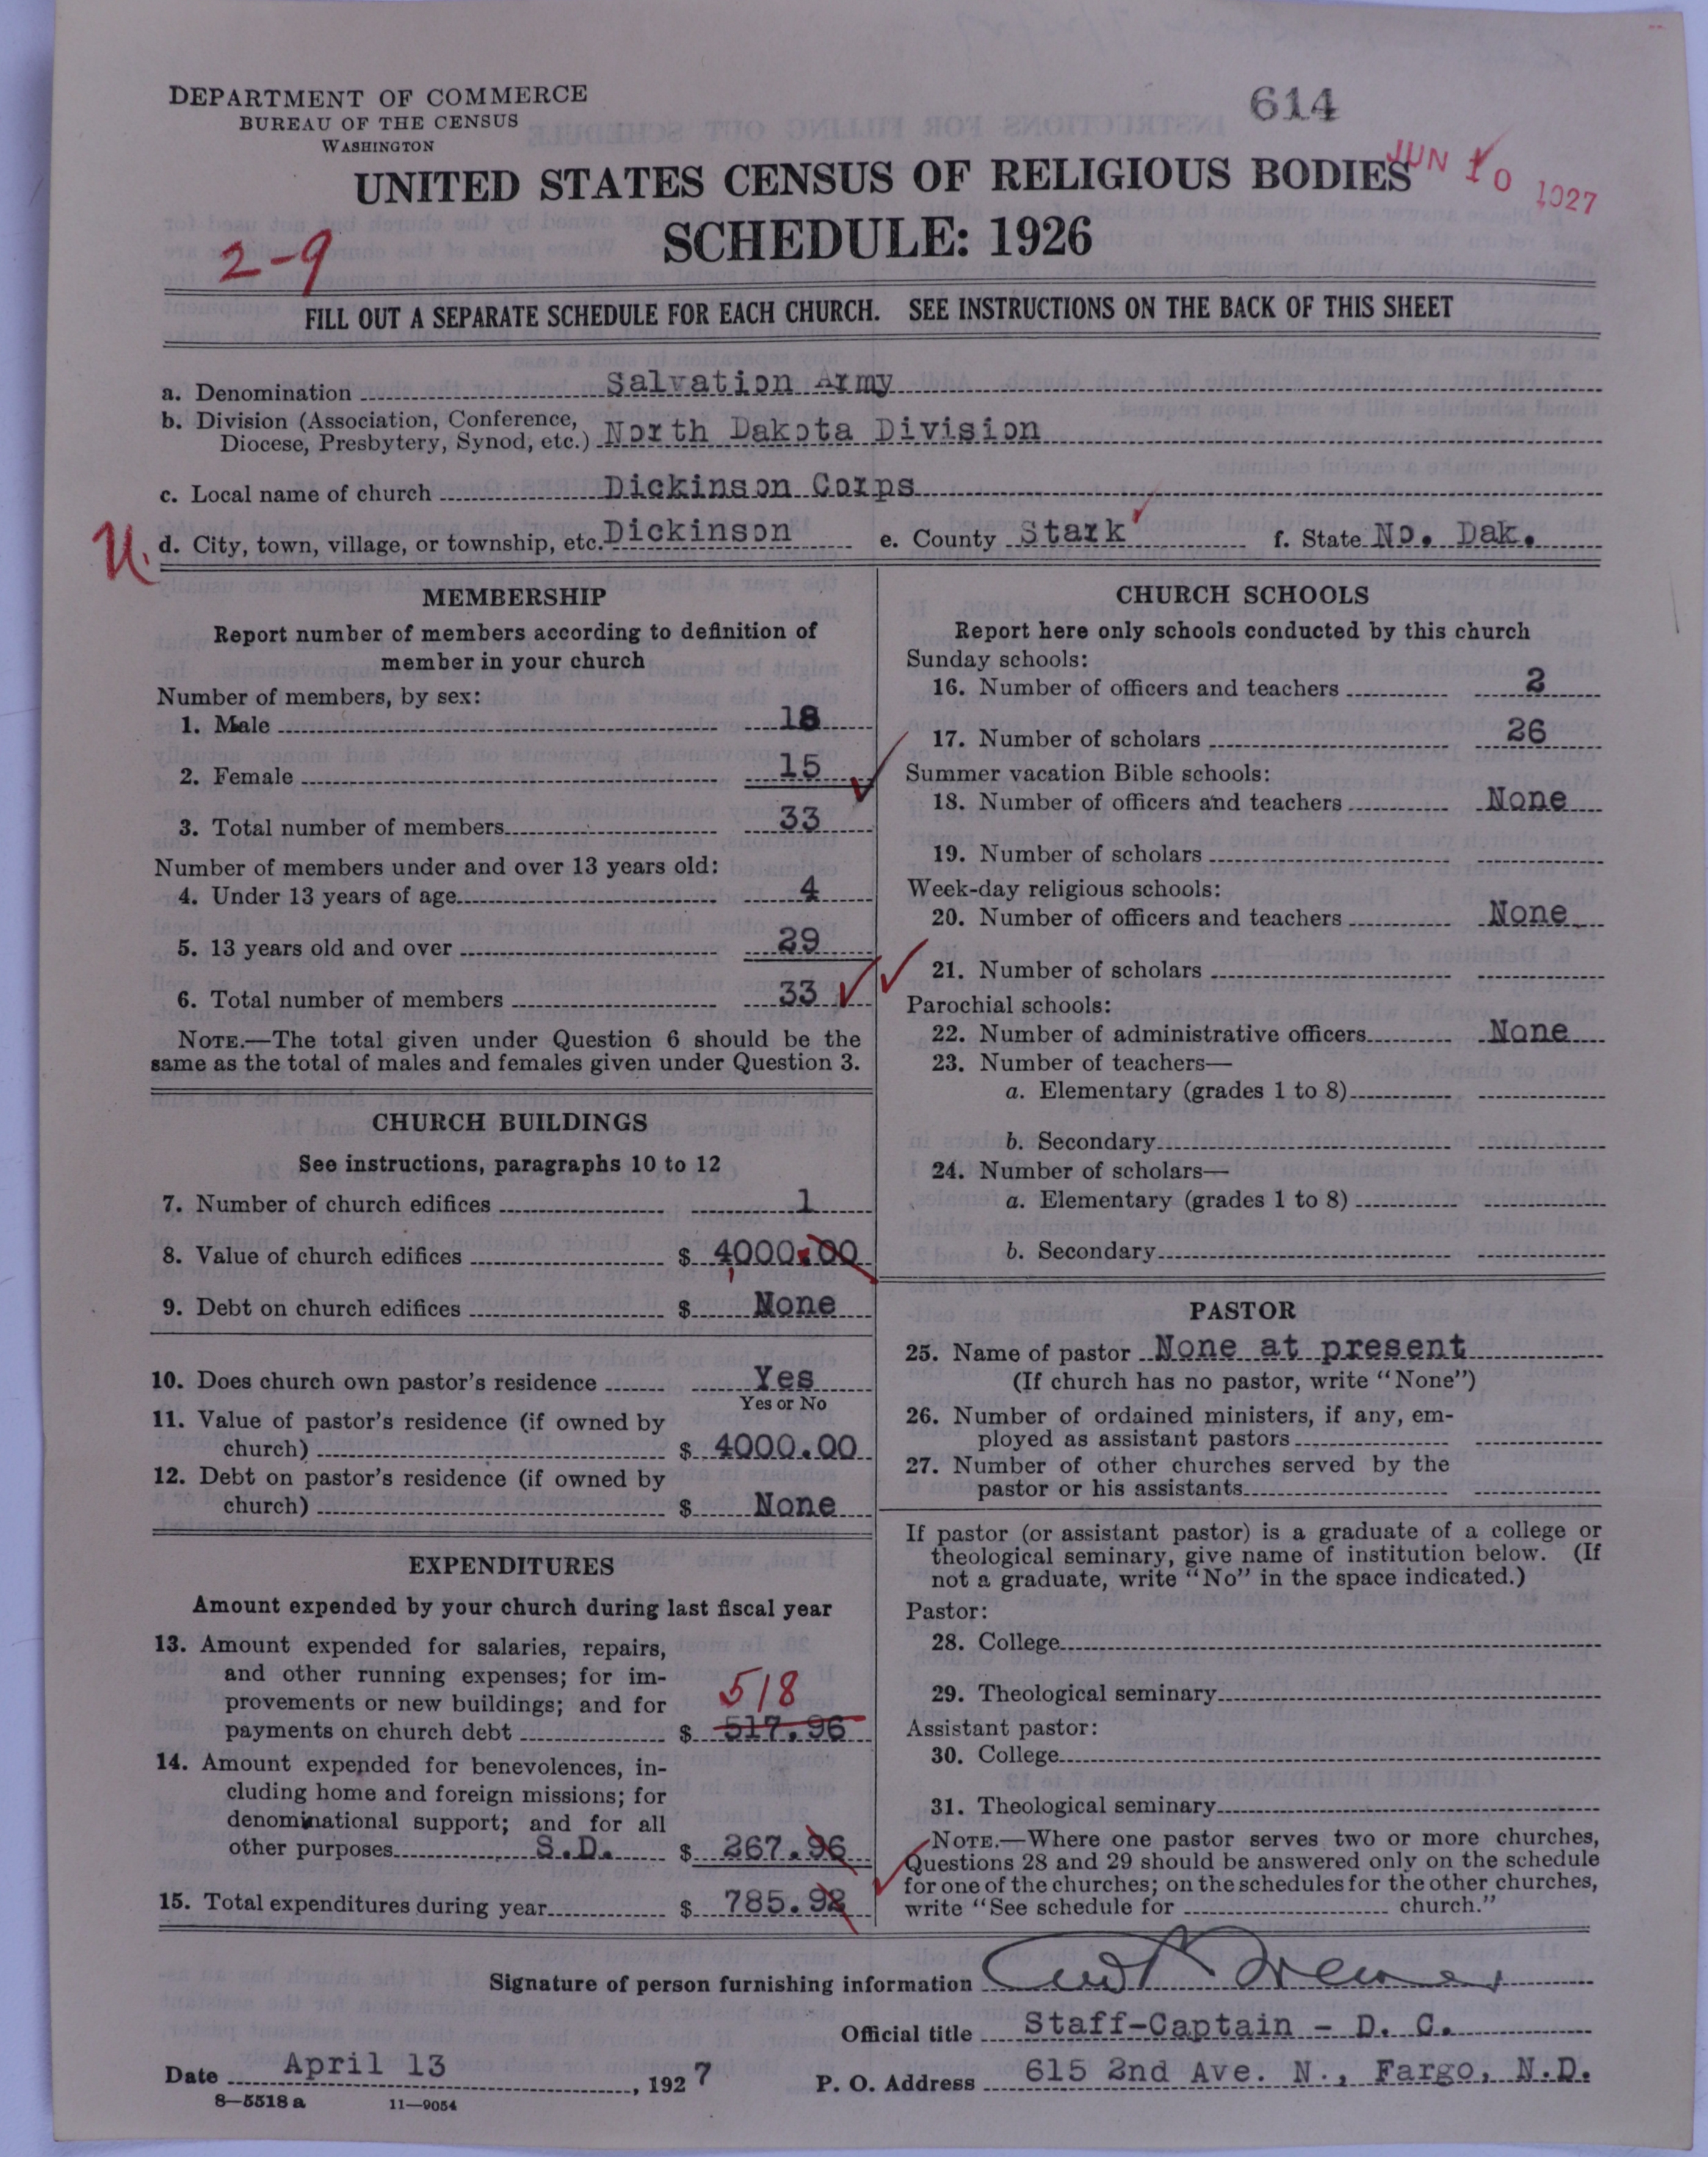 DEPARTMENT OF COMMERCE
BUREAU OF THE CENSUS
WASHINGTON
614
JUN 10 1927
UNITED STATES CENSUS OF RELIGIOUS BODIES
SCHEDULE: 1926
2-9
FILL OUT A SEPARATE SCHEDULE FOR EACH CHURCH. SEE INSTRUCTIONS ON THE BACK OF THIS SHEET
a. Denomination Salvation Army
b. Division (Association, Conference,
Diocese, Presbytery, Synod, etc.) North Dakota Division
c. Local name of church Dickinson Corps
U. d. City, town, village, or township, etc. Dickinson e. County Stark f. State No. Dak.
MEMBERSHIP
Report number of members according to definition of
member in your church
Number of members, by sex:
1. Male 18
2. Female 15
3. Total number of members 33
Number of members under and over 13 years old:
4. Under 13 years of age 4
5. 13 years old and over 29
6. Total number of members 33
NOTE.—The total given under Question 6 should be the
same as the total of males and females given under Question 3.
CHURCH BUILDINGS
See instructions, paragraphs 10 to 12
7. Number of church edifices 1
8. Value of church edifices $ 4000.00
9. Debt on church edifices $ None
10. Does church own pastor's residence Yes
Yes or No
11. Value of pastor's residence (if owned by
church) $ 4000.00
12. Debt on pastor's residence (if owned by
church) $ None
EXPENDITURES
Amount expended by your church during last fiscal year
13. Amount expended for salaries, repairs,
and other running expenses; for im-
provements or new buildings; and for 518
payments on church debt $ 517.96
14. Amount expended for benevolences, in-
cluding home and foreign missions; for
denominational support; and for all
other purposes S.D. $ 267.96
15. Total expenditures during year $ 785.92
CHURCH SCHOOLS
Report here only schools conducted by this church
Sunday schools:
16. Number of officers and teachers 2
17. Number of scholars 26
Summer vacation Bible schools:
18. Number of officers and teachers None
19. Number of scholars
Week-day religious schools:
20. Number of officers and teachers None
21. Number of scholars
Parochial schools:
22. Number of administrative officers None
23. Number of teachers—
a. Elementary (grades 1 to 8)
b. Secondary
24. Number of scholars—
a. Elementary (grades 1 to 8)
b. Secondary
PASTOR
25. Name of pastor None at present
(If church has no pastor, write "None")
26. Number of ordained ministers, if any, em-
ployed as assistant pastors
27. Number of other churches served by the
pastor or his assistants
If pastor (or assistant pastor) is a graduate of a college or
theological seminary, give name of institution below. (If
not a graduate, write "No" in the space indicated.)
Pastor:
28. College
29. Theological seminary
Assistant pastor:
30. College
31. Theological seminary
NOTE.—Where one pastor serves two or more churches,
Questions 28 and 29 should be answered only on the schedule
for one of the churches; on the schedules for the other churches,
write "See schedule for church."
Signature of person furnishing information
Official title Staff-Captain - D. C.
Date April 13, 1927 P. O. Address 615 2nd Ave. N., Fargo, N.D.
8—5518 a 11—9054